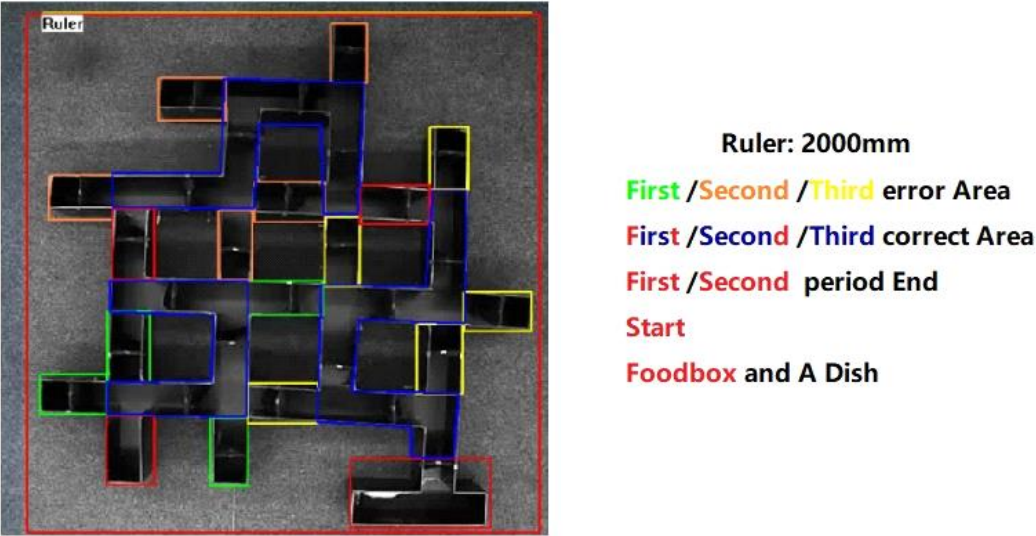 Ruler
Ruler: 2000mm
First /Second /Third error Area
First /Second /Third correct Area
First /Second period End
Start
Foodbox and A Dish